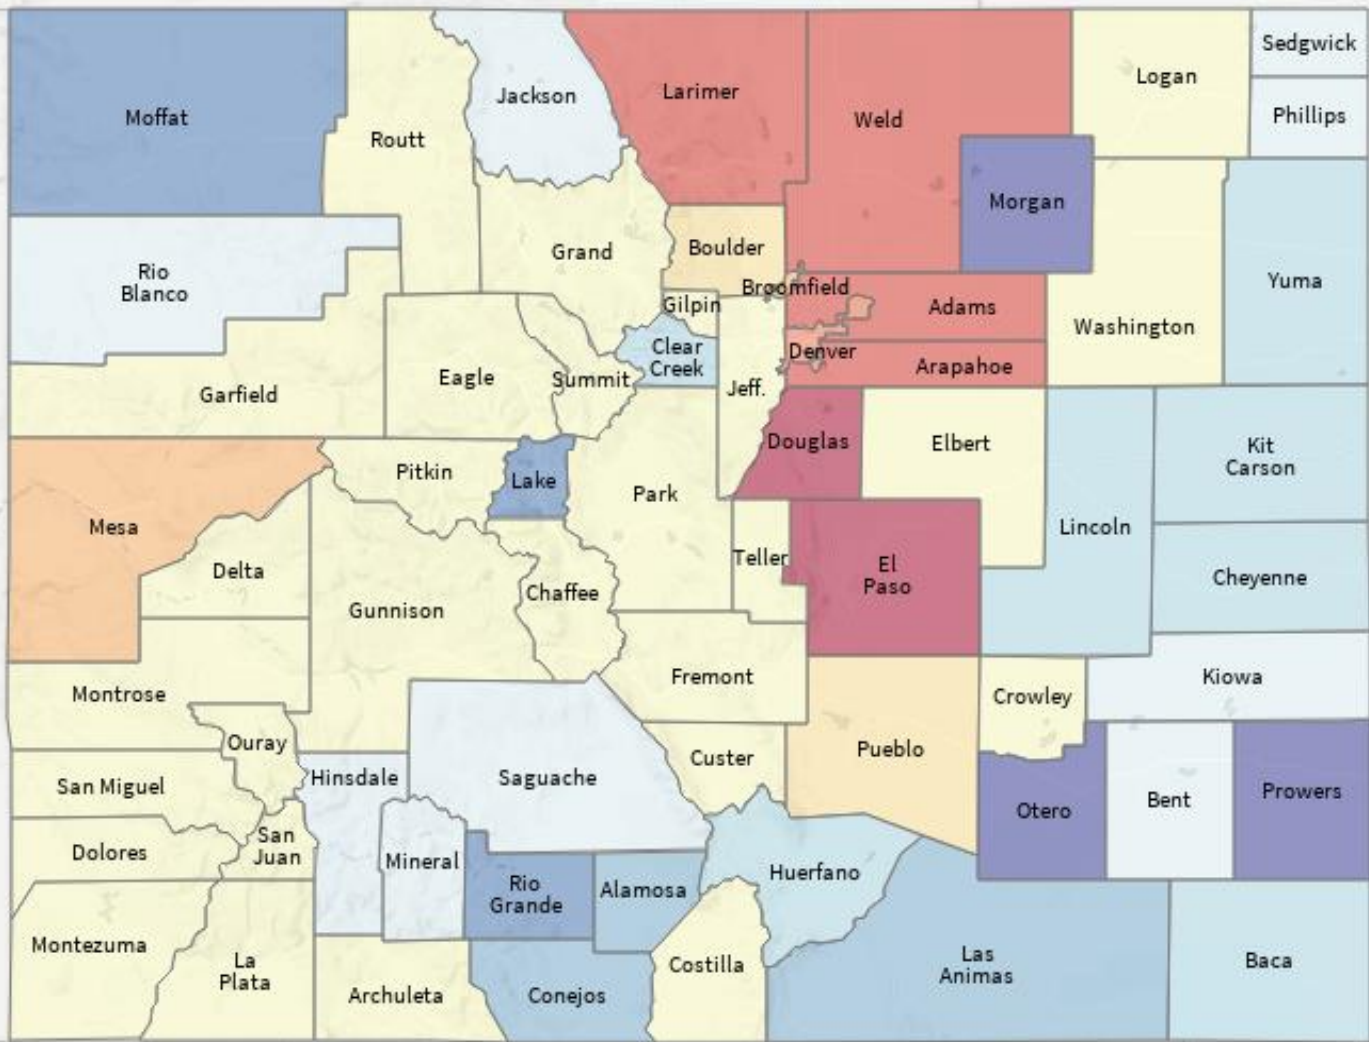 Sedgwick
Logan
Jackson
Larimer
Moffat
Phillips
Weld
Routt
Morgan
Boulder
Grand
Rio
Blanco
Yuma
Broomfield
Gilpin
Adams
Washington
Clear
Creek
Denver
Arapahoe
Eagle
Summit
Jeff.
Garfield
Douglas
Elbert
Kit
Carson
Pitkin
Lake
Park
Mesa
Lincoln
Teller
El
Paso
Delta
Cheyenne
Chaffee
Gunnison
Fremont
Kiowa
Montrose
Crowley
Ouray
Pueblo
Custer
Hinsdale
Saguache
San Miguel
Prowers
Bent
Otero
San
Juan
Dolores
Mineral
Huerfano
Rio
Grande
Alamosa
Montezuma
La
Plata
Costilla
Las
Animas
Baca
Archuleta
Conejos